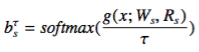 b_s^τ = softmax(g(x; W_s, R_s) / τ)